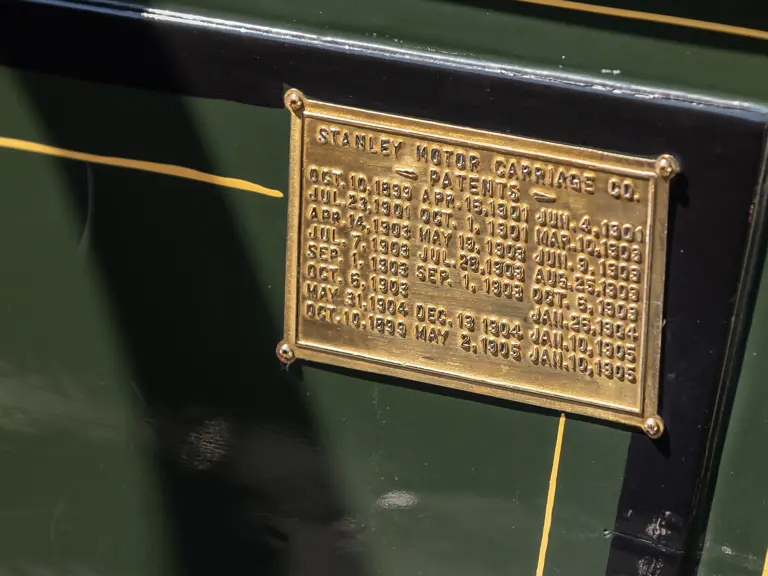 STANLEY MOTOR CARRIAGE CO.
PATENTS
OCT.10,1899 APR.16,1901 JUN. 4,1901
JUL.23,1901 OCT. 1,1901 MAR.10,1903
APR.14,1903 MAY 19,1903 JUN. 9,1903
JUL. 7,1903 JUL.28,1903 AUG.25,1903
SEP. 1,1903 SEP. 1,1903 OCT. 6,1903
OCT. 6,1903 JAN.26,1904
MAY 31,1904 DEC.13 1904 JAN.10,1905
OCT.10,1899 MAY 2,1905 JAN.10,1905